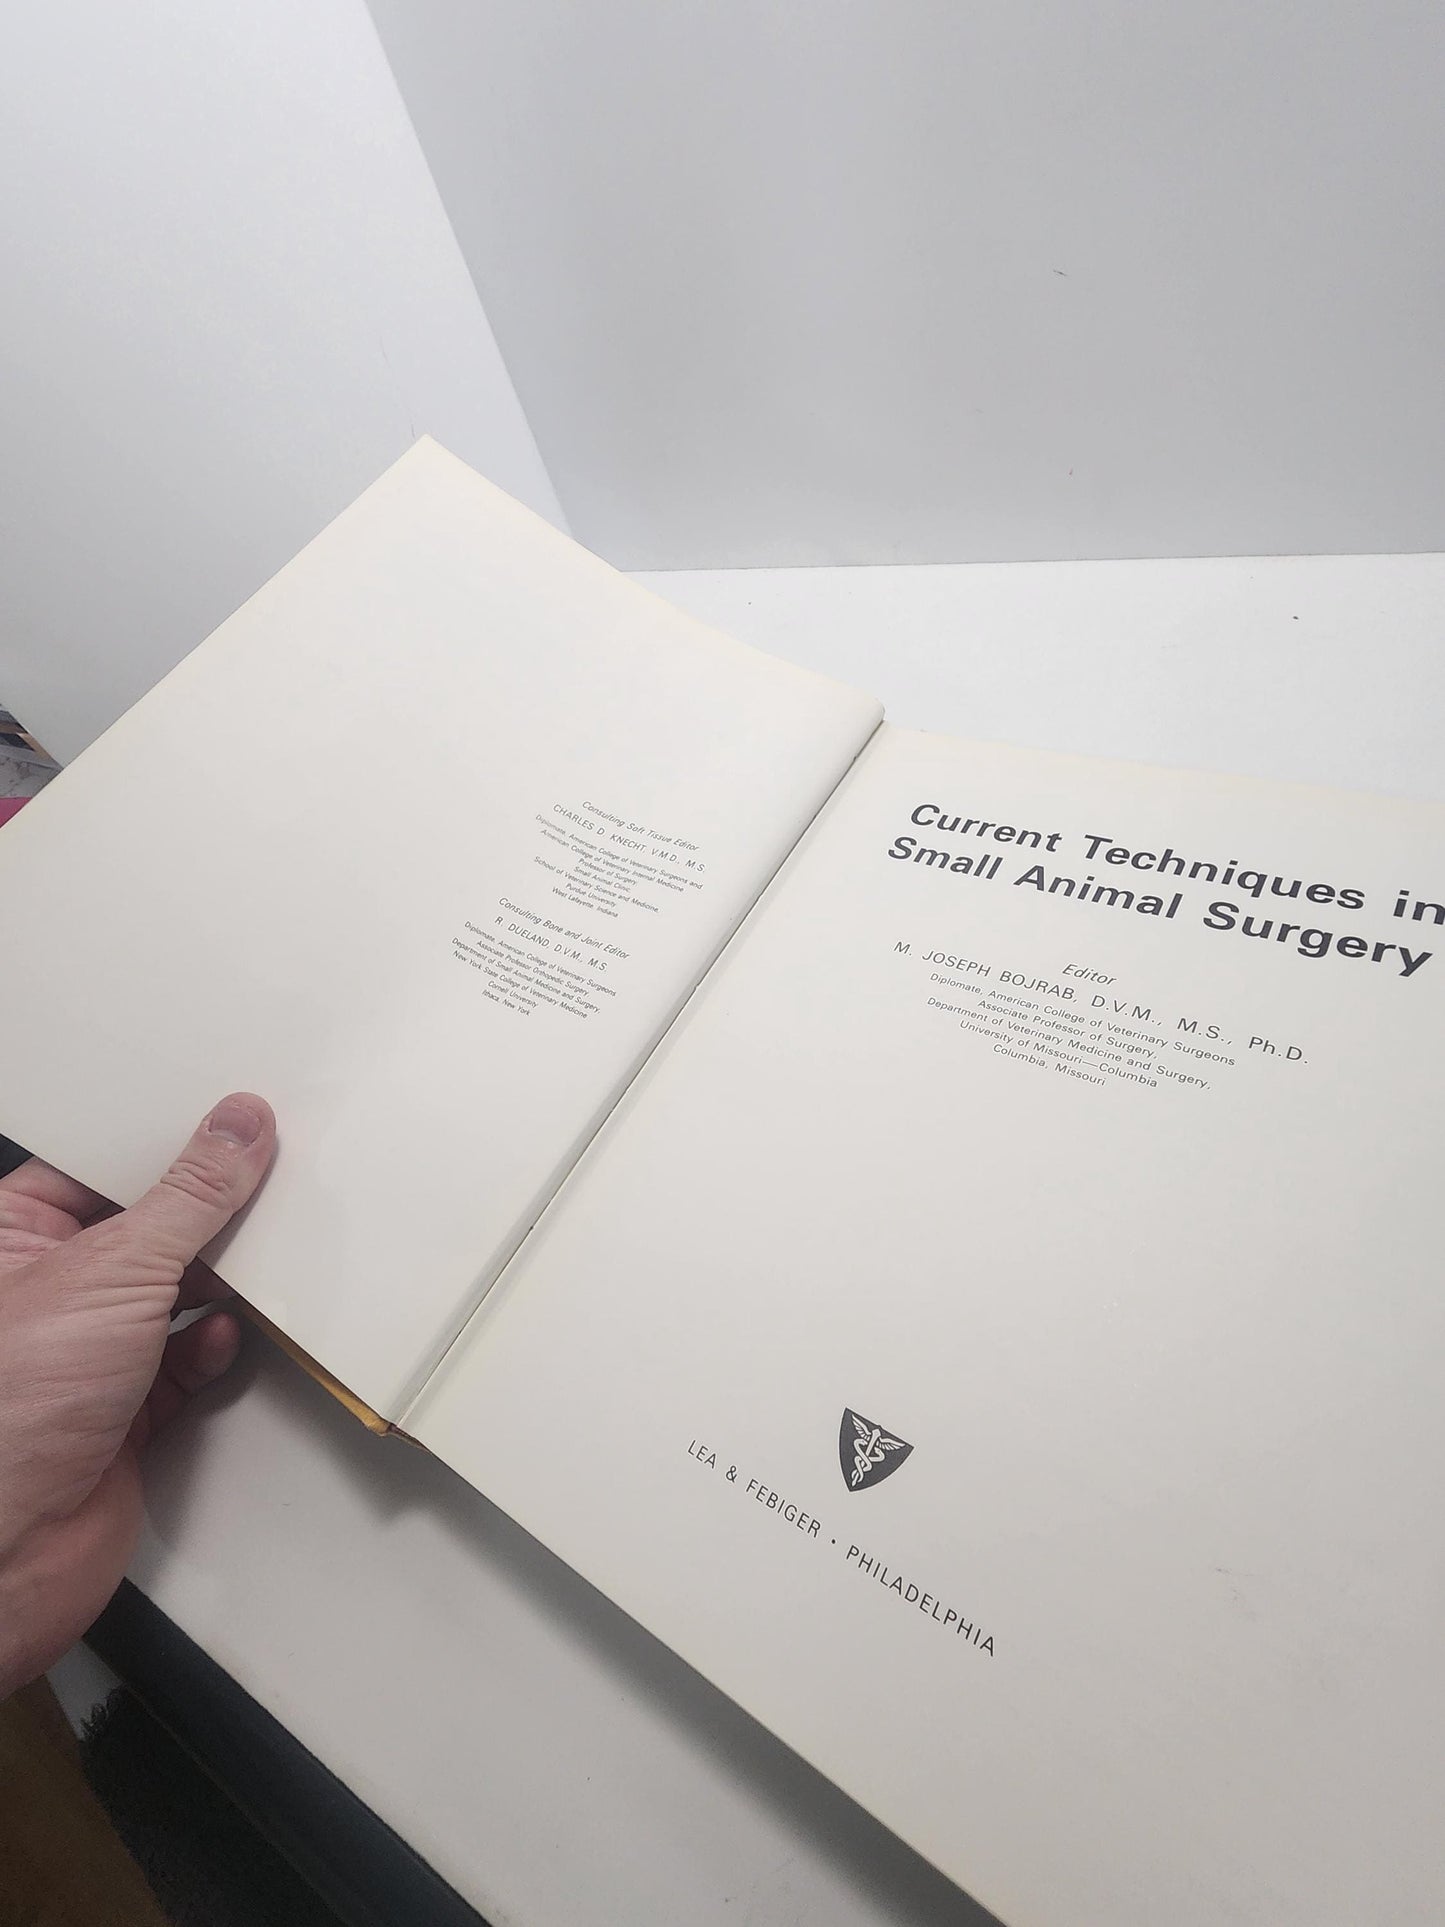 Consulting Soft Tissue Editor
CHARLES D. KNECHT V.M.D., M.S.
Diplomate, American College of Veterinary Surgeons and
American College of Veterinary Internal Medicine
Professor of Surgery
Small Animal Clinic,
School of Veterinary Science and Medicine,
Purdue University
West Lafayette, Indiana
Consulting Bone and Joint Editor
R. DUELAND, D.V.M., M.S.
Diplomate, American College of Veterinary Surgeons
Associate Professor Orthopedic Surgery
Department of Small Animal Medicine and Surgery,
New York State College of Veterinary Medicine
Cornell University
Ithaca, New York
Current Techniques in
Small Animal Surgery
Editor
M. JOSEPH BOJRAB, D.V.M., M.S., Ph.D.
Diplomate, American College of Veterinary Surgeons
Associate Professor of Surgery,
Department of Veterinary Medicine and Surgery,
University of Missouri—Columbia
Columbia, Missouri
LEA & FEBIGER • PHILADELPHIA